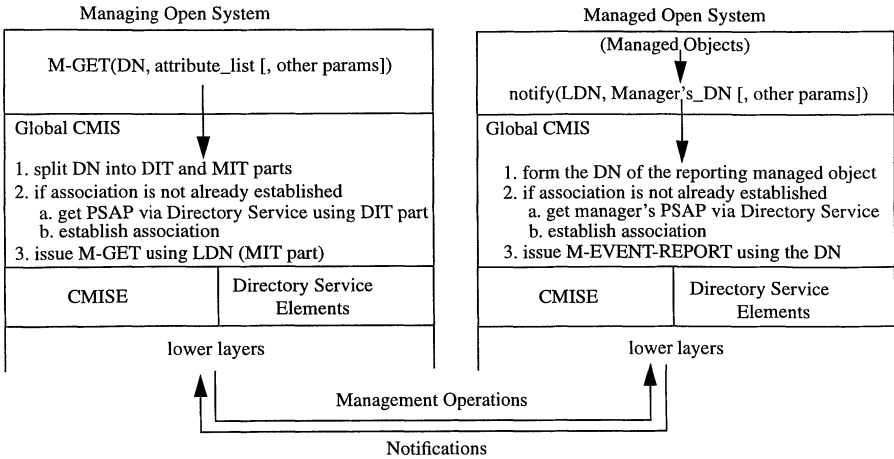 Managing Open System
M-GET(DN, attribute_list [, other params])
Global CMIS
1. split DN into DIT and MIT parts
2. if association is not already established
a. get PSAP via Directory Service using DIT part
b. establish association
3. issue M-GET using LDN (MIT part)
CMISE
Directory Service
Elements
lower layers
Managed Open System
(Managed Objects)
notify(LDN, Manager's_DN [, other params])
Global CMIS
1. form the DN of the reporting managed object
2. if association is not already established
a. get manager's PSAP via Directory Service
b. establish association
3. issue M-EVENT-REPORT using the DN
CMISE
Directory Service
Elements
lower layers
Management Operations
Notifications